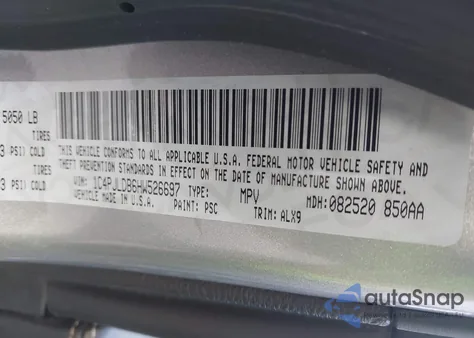 5050 LB
TIRES
3 PSI) COLD
TIRES
3 PSI) COLD
THIS VEHICLE CONFORMS TO ALL APPLICABLE U.S.A. FEDERAL MOTOR VEHICLE SAFETY AND
THEFT PREVENTION STANDARDS IN EFFECT ON THE DATE OF MANUFACTURE SHOWN ABOVE.
VIN: 1C4PJLDB6HW526697 TYPE: MPV MDH: 082520 850AA
VEHICLE MADE IN U.S.A. PAINT: PSC TRIM: ALX9
autoSnap